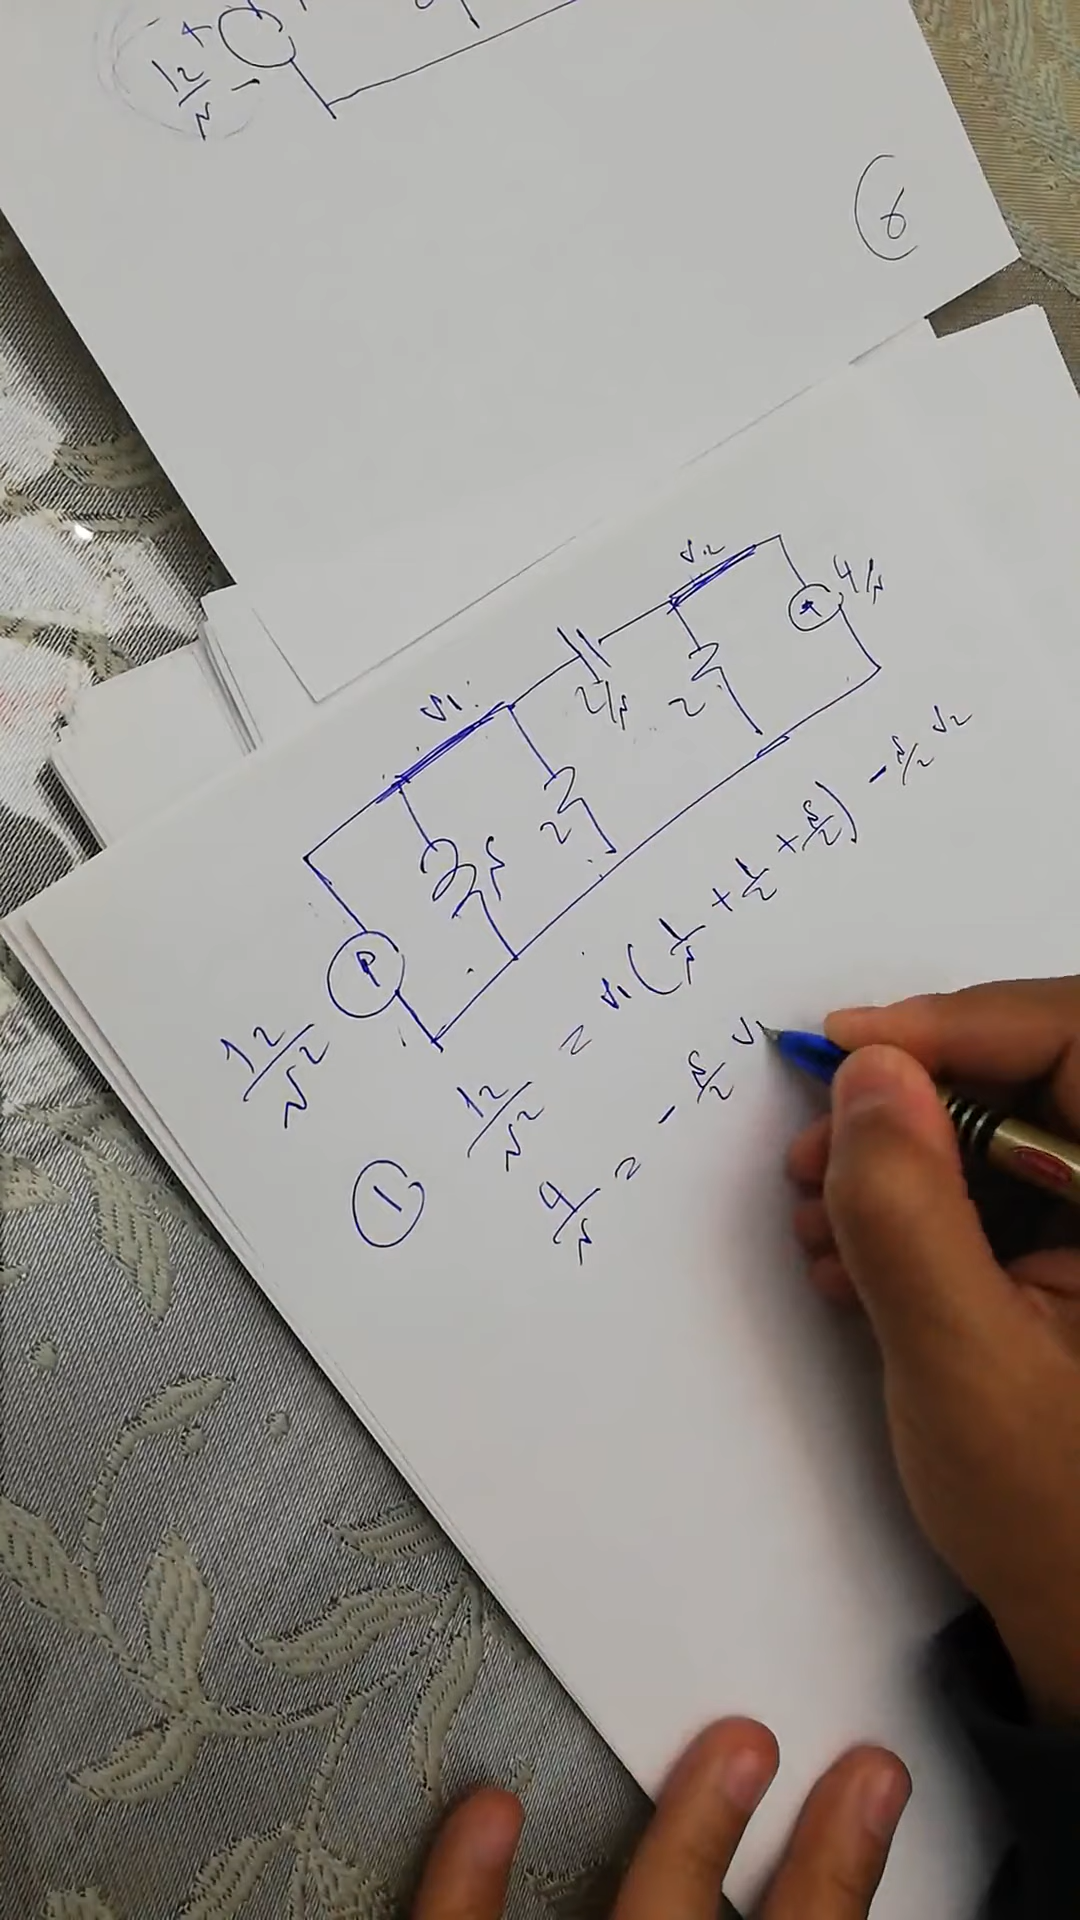 +
12/s
-
6
V2
4/s
V1
2/s
2
2
s
12/s²
12/s² = V1(1/s + 1/2 + s/2) - s/2 V2
1
4/s = - s/2 V